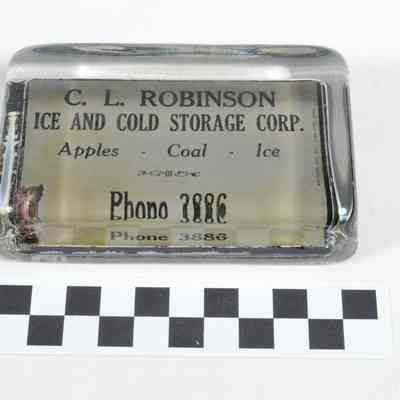 C. L. ROBINSON
ICE AND COLD STORAGE CORP.
Apples - Coal - Ice
Phone 3886
Phone 3886